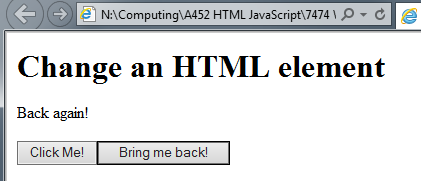 N:\Computing\A452 HTML JavaScript\7474 \
Change an HTML element
Back again!
Click Me! Bring me back!